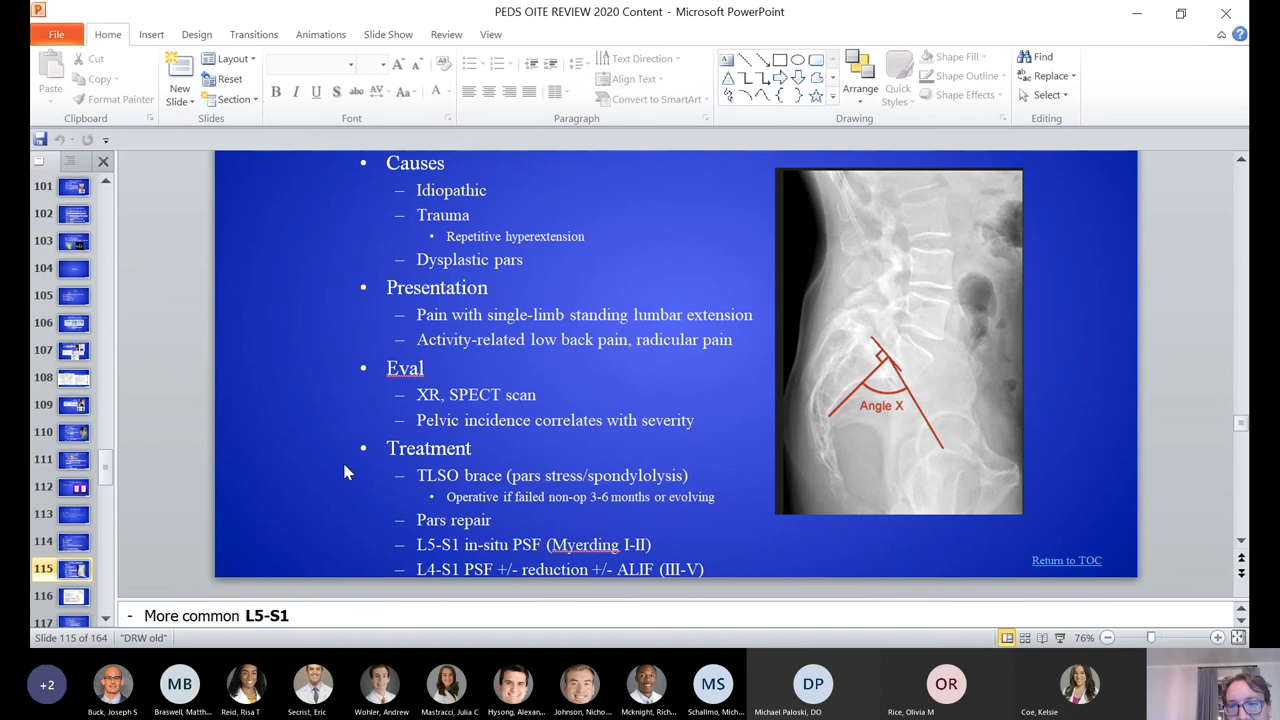 PEDS OITE REVIEW 2020 Content - Microsoft PowerPoint
File Home Insert Design Transitions Animations Slide Show Review View
Paste
Cut
Copy
Format Painter
Clipboard
New
Slide
Layout
Reset
Section
Slides
B I U S abc AV Aa A
Font
Text Direction
Align Text
Convert to SmartArt
Paragraph
Arrange
Quick
Styles
Shape Fill
Shape Outline
Shape Effects
Drawing
Find
Replace
Select
Editing
101
102
103
104
105
106
107
108
109
110
111
112
113
114
115
116
117
• Causes
– Idiopathic
– Trauma
• Repetitive hyperextension
– Dysplastic pars
• Presentation
– Pain with single-limb standing lumbar extension
– Activity-related low back pain, radicular pain
• Eval
– XR, SPECT scan
– Pelvic incidence correlates with severity
• Treatment
– TLSO brace (pars stress/spondylolysis)
• Operative if failed non-op 3-6 months or evolving
– Pars repair
– L5-S1 in-situ PSF (Myerding I-II)
– L4-S1 PSF +/- reduction +/- ALIF (III-V)
Angle X
Return to TOC
- More common L5-S1
Slide 115 of 164 "DRW old" 76%
+2 MB MS DP OR
Buck, Joseph S
Braswell, Matth...
Reid, Risa T
Secrist, Eric
Wohler, Andrew
Mastracci, Julia C
Hysong, Alexan...
Johnson, Nicho...
Mcknight, Rich...
Schallmo, Mich...
Michael Paloski, DO
Rice, Olivia M
Coe, Kelsie